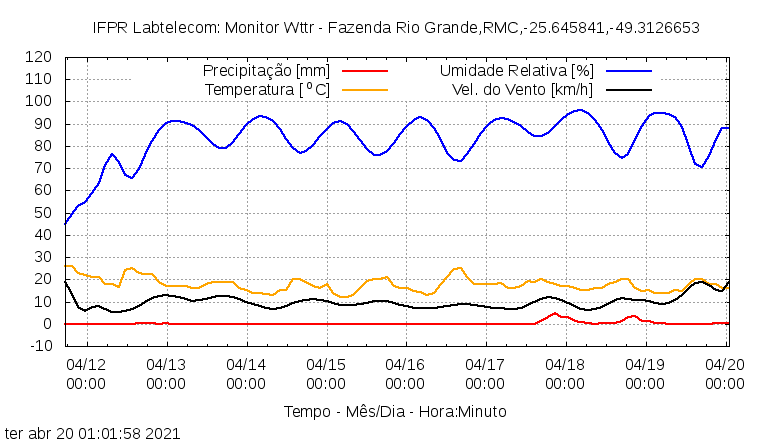 IFPR Labtelecom: Monitor Wttr - Fazenda Rio Grande,RMC,-25.645841,-49.3126653
Precipitação [mm]
Temperatura [ ⁰C]
Umidade Relativa [%]
Vel. do Vento [km/h]
120
110
100
90
80
70
60
50
40
30
20
10
0
-10
04/12 04/13 04/14 04/15 04/16 04/17 04/18 04/19 04/20
00:00 00:00 00:00 00:00 00:00 00:00 00:00 00:00 00:00
Tempo - Mês/Dia - Hora:Minuto
ter abr 20 01:01:58 2021